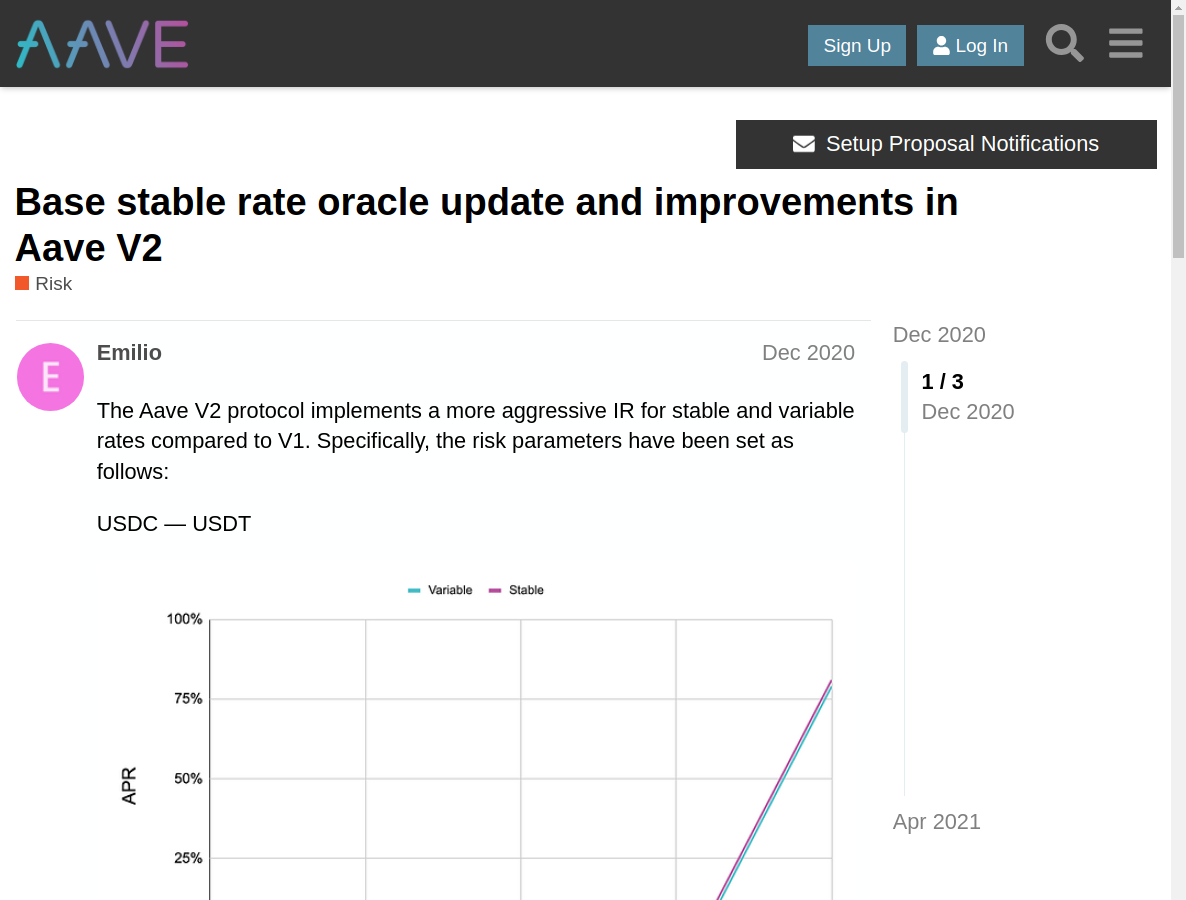 AAVE
Sign Up
Log In
Setup Proposal Notifications
Base stable rate oracle update and improvements in
Aave V2
Risk
E
Emilio
Dec 2020
The Aave V2 protocol implements a more aggressive IR for stable and variable
rates compared to V1. Specifically, the risk parameters have been set as
follows:
USDC — USDT
Variable
Stable
100%
75%
50%
25%
APR
Dec 2020
1 / 3
Dec 2020
Apr 2021